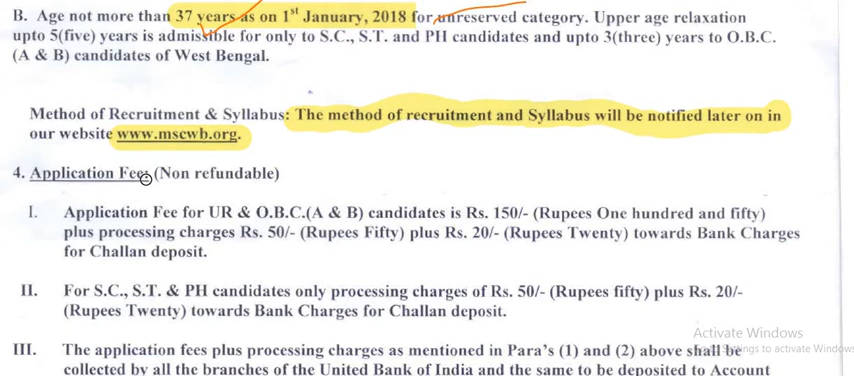 B. Age not more than 37 years as on 1st January, 2018 for unreserved category. Upper age relaxation
upto 5(five) years is admissible for only to S.C., S.T. and PH candidates and upto 3(three) years to O.B.C.
(A & B) candidates of West Bengal.
Method of Recruitment & Syllabus: The method of recruitment and Syllabus will be notified later on in
our website www.mscwb.org.
4. Application Fee: (Non refundable)
I. Application Fee for UR & O.B.C.(A & B) candidates is Rs. 150/- (Rupees One hundred and fifty)
plus processing charges Rs. 50/- (Rupees Fifty) plus Rs. 20/- (Rupees Twenty) towards Bank Charges
for Challan deposit.
II. For S.C., S.T. & PH candidates only processing charges of Rs. 50/- (Rupees fifty) plus Rs. 20/-
(Rupees Twenty) towards Bank Charges for Challan deposit.
Activate Windows
III. The application fees plus processing charges as mentioned in Para's (1) and (2) above shall be
ings to activate Windows
collected by all the branches of the United Bank of India and the same to be deposited to Account